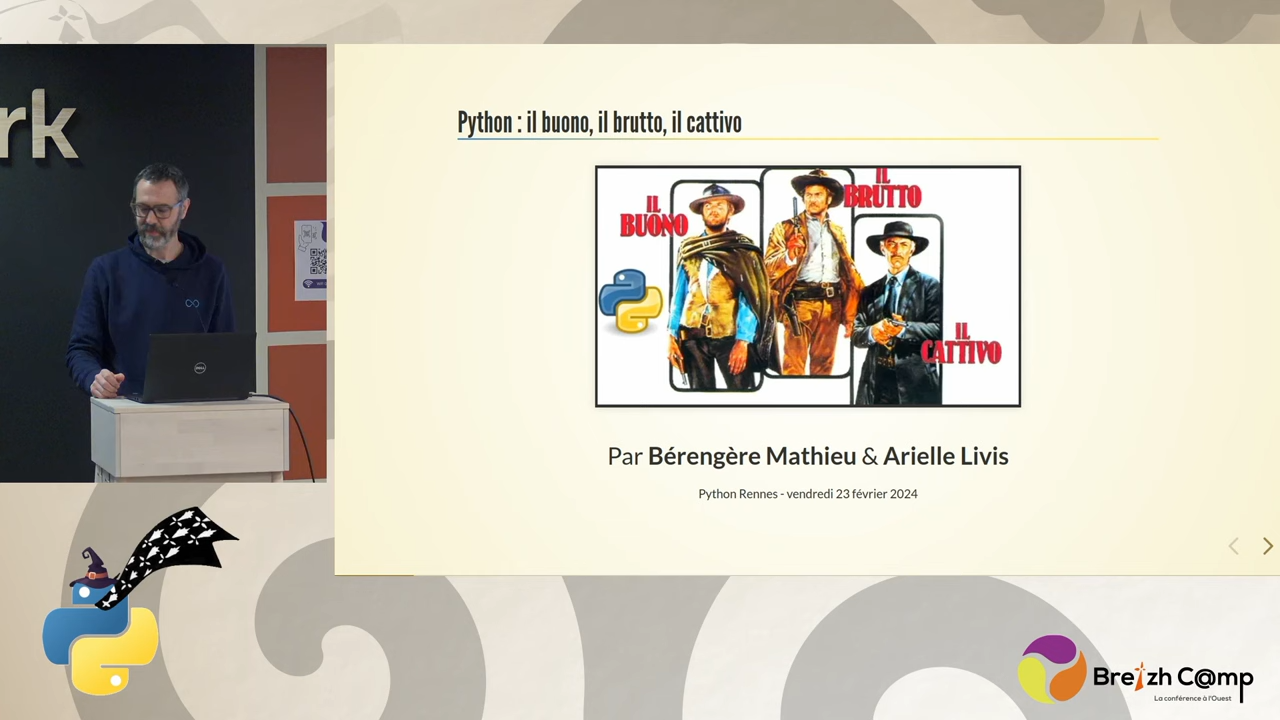 rk
DELL
Python : il buono, il brutto, il cattivo
IL
BUONO
IL
BRUTTO
IL
CATTIVO
Par Bérengère Mathieu & Arielle Livis
Python Rennes - vendredi 23 février 2024
Breizh C@mp
La conférence à l'Ouest